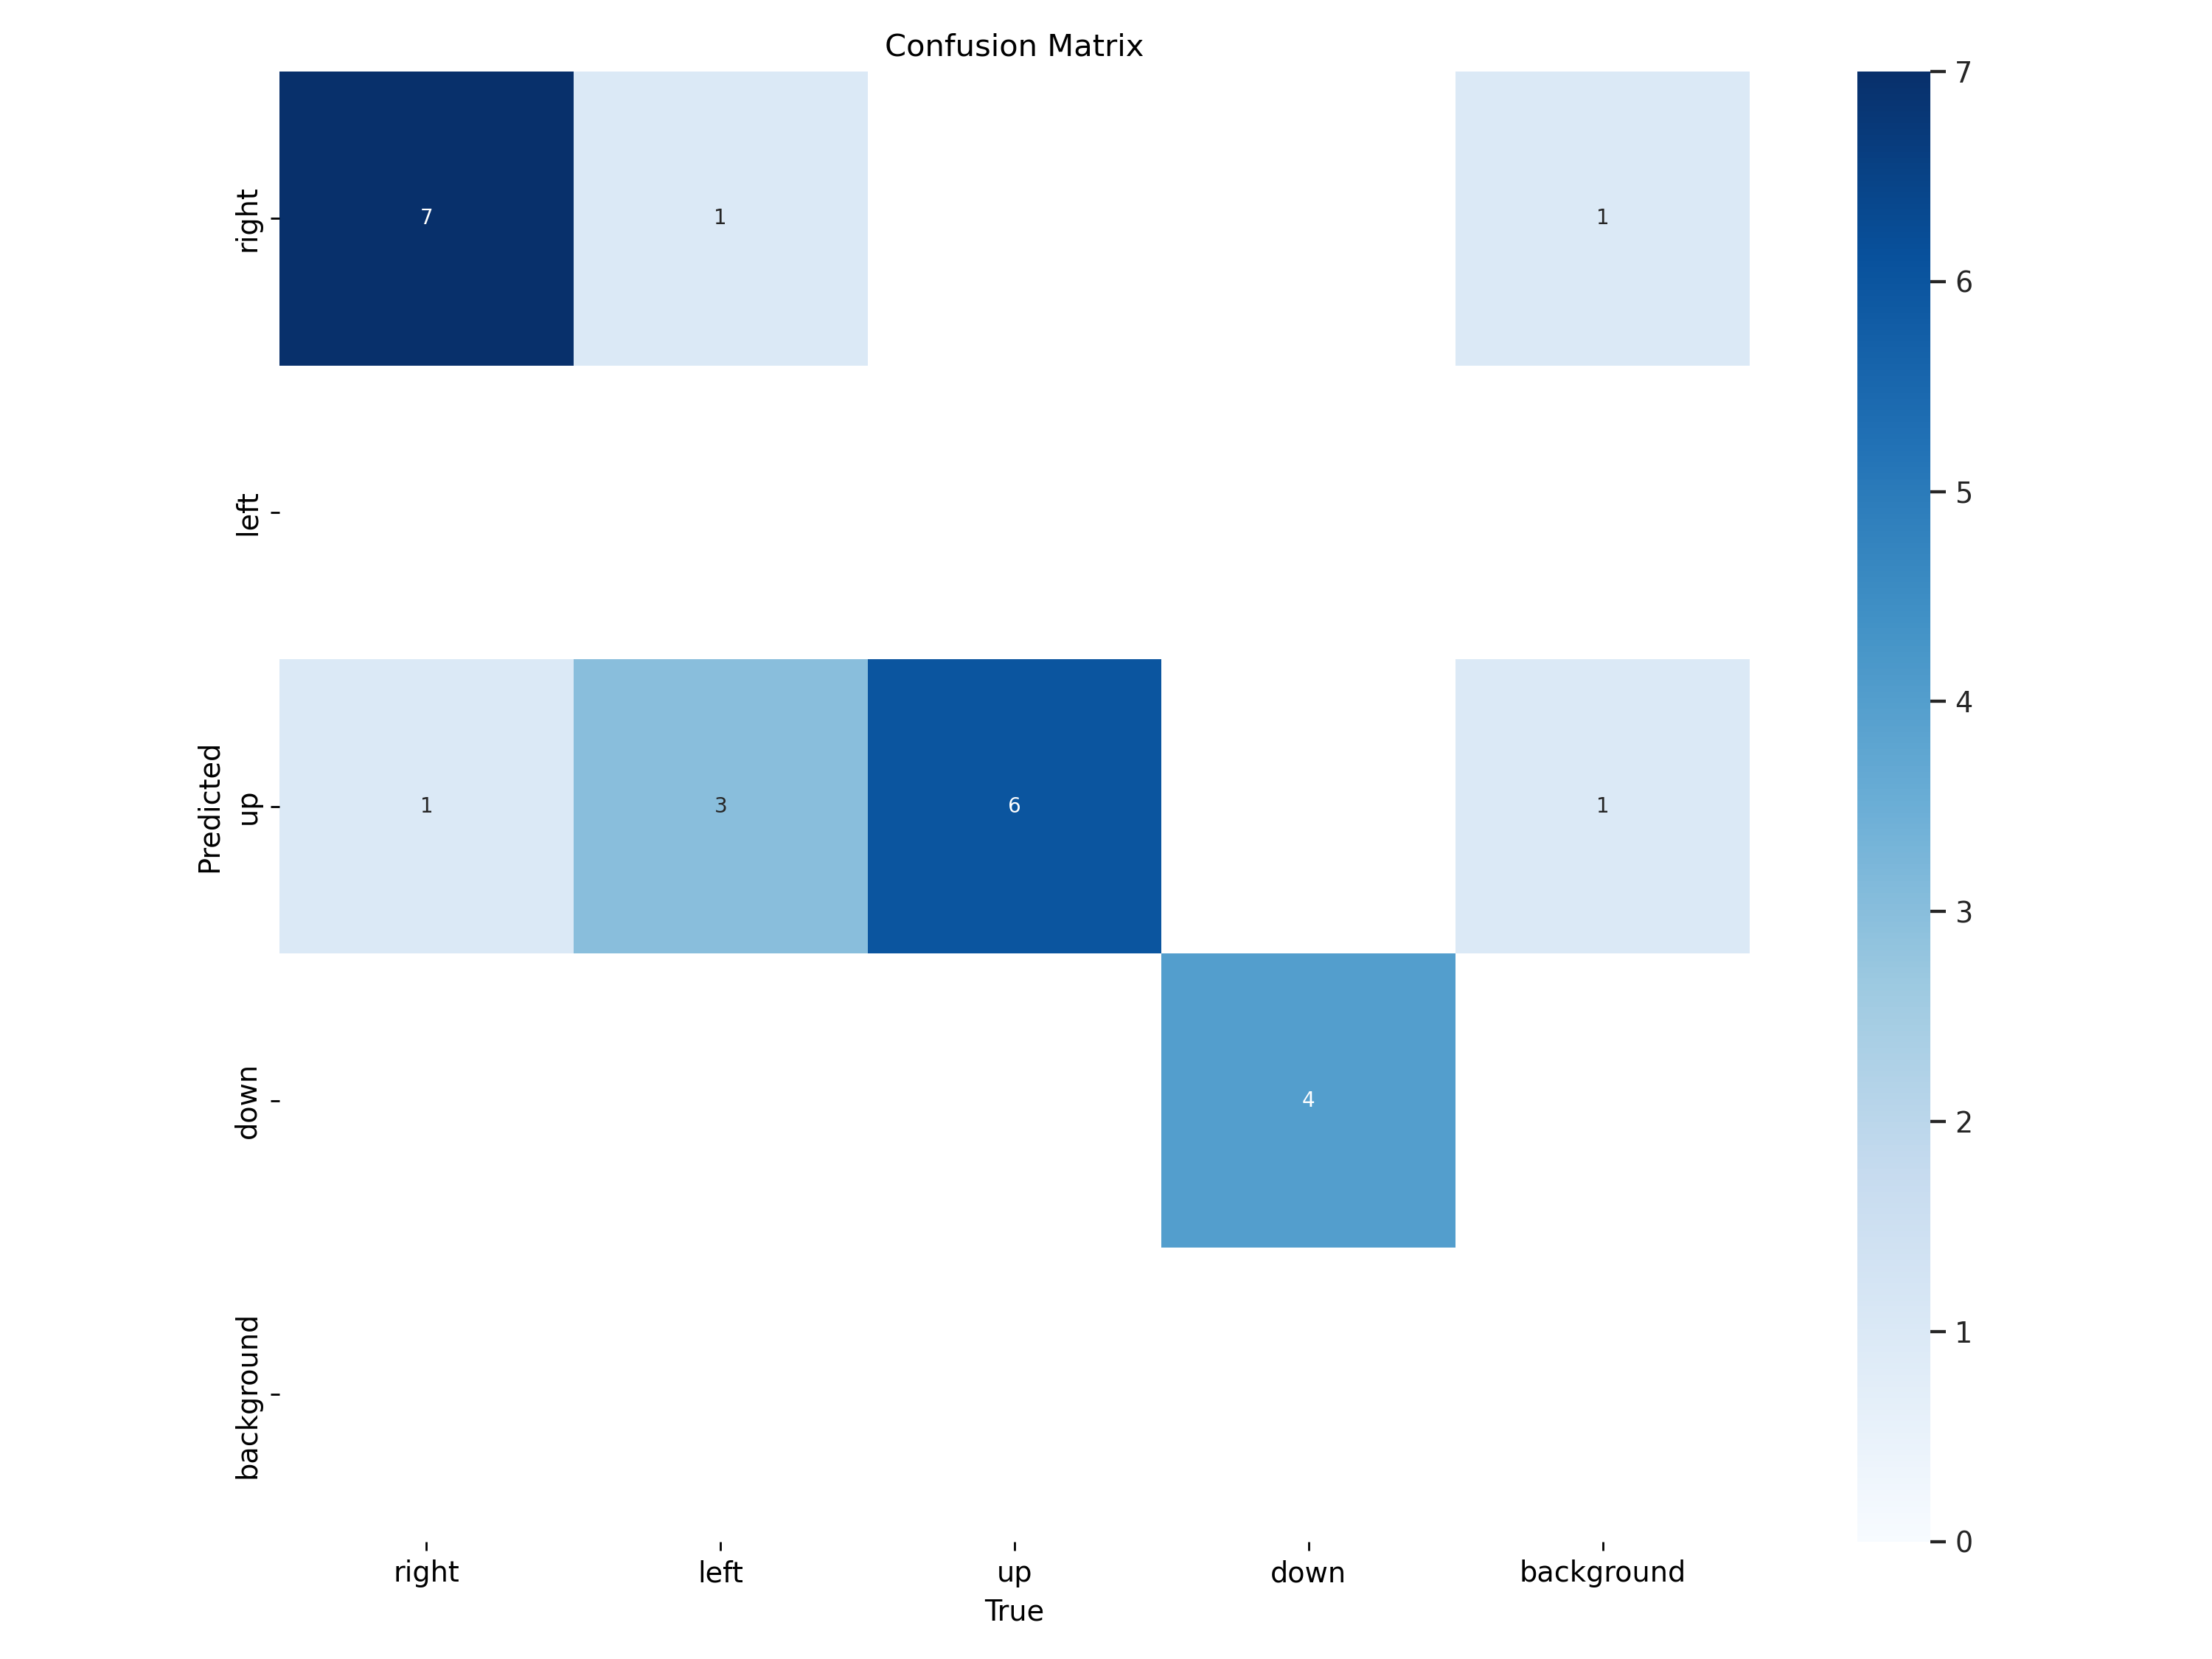 Confusion Matrix
7
right
7
1
1
6
left
5
4
Predicted
up
1
3
6
1
3
down
4
2
background
1
0
right
left
up
down
background
True